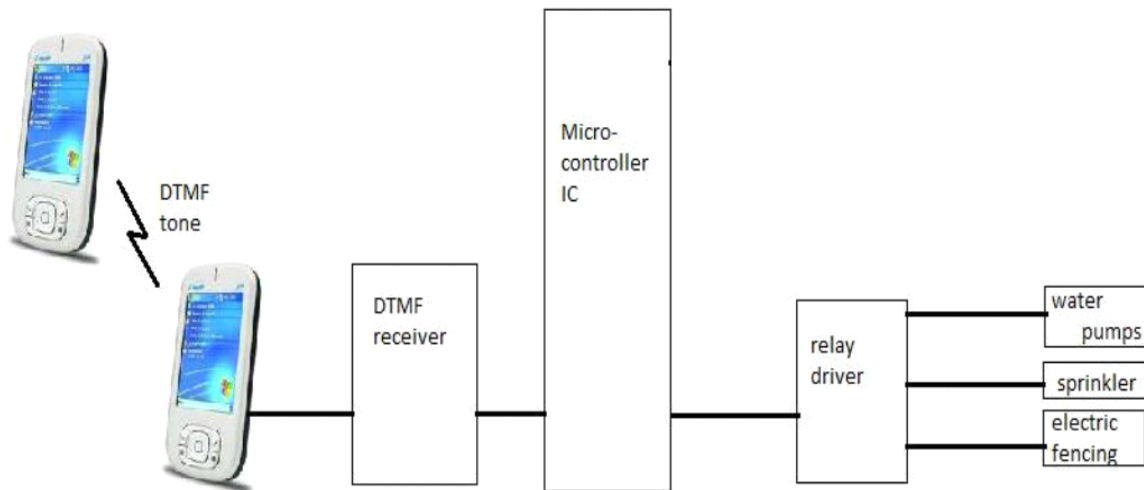 DTMF
tone
DTMF
receiver
Micro-
controller
IC
relay
driver
water
pumps
sprinkler
electric
fencing